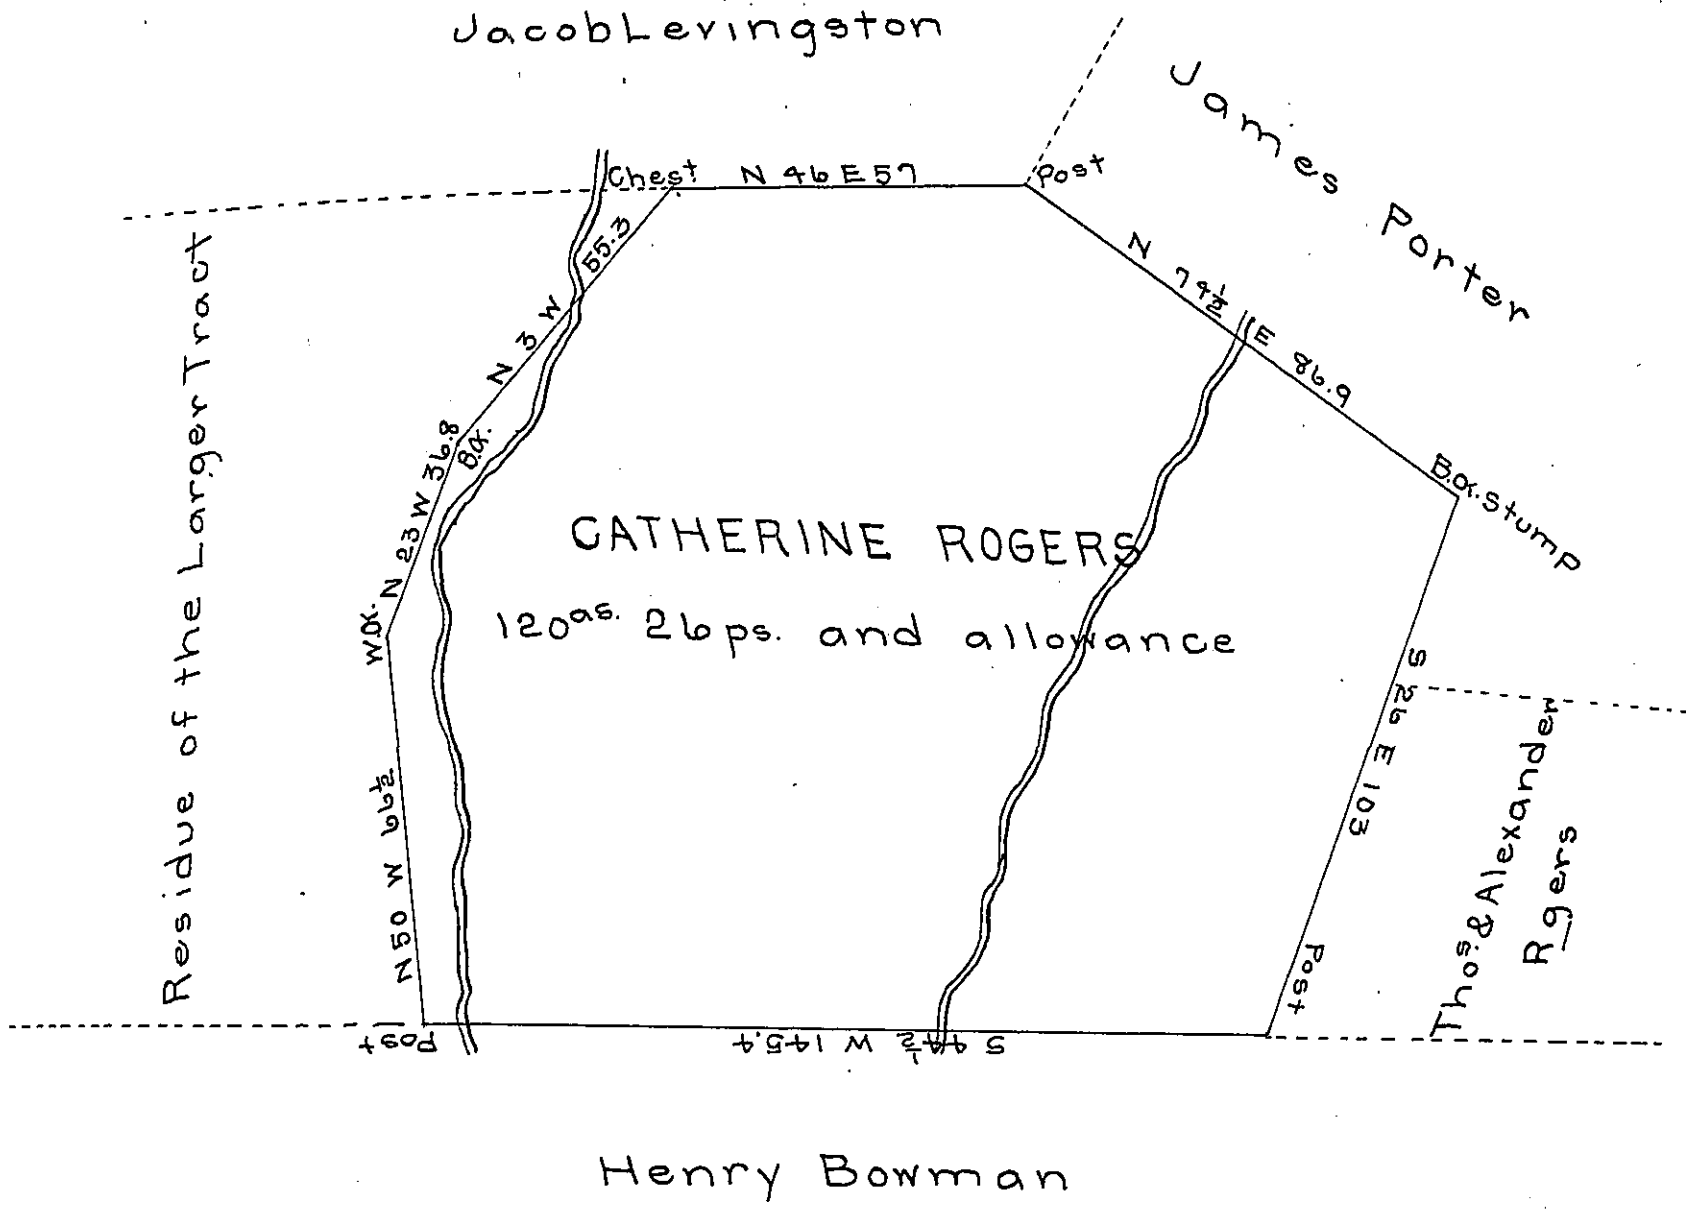 Jacob Levingston
James Porter
Chest
N 46 E 57
Post
N 74½ E 86.9
B.O. Stump
S 26 E 103
Post
Thos. & Alexander
Rgers
S 44½ W 145.4
Post
N 50 W 66½
W.O.
N 23 W 36.8
B.O.
N 3 W 55.3
Residue of the Larger Tract
CATHERINE ROGERS
120as. 26ps. and allowance
Henry Bowman